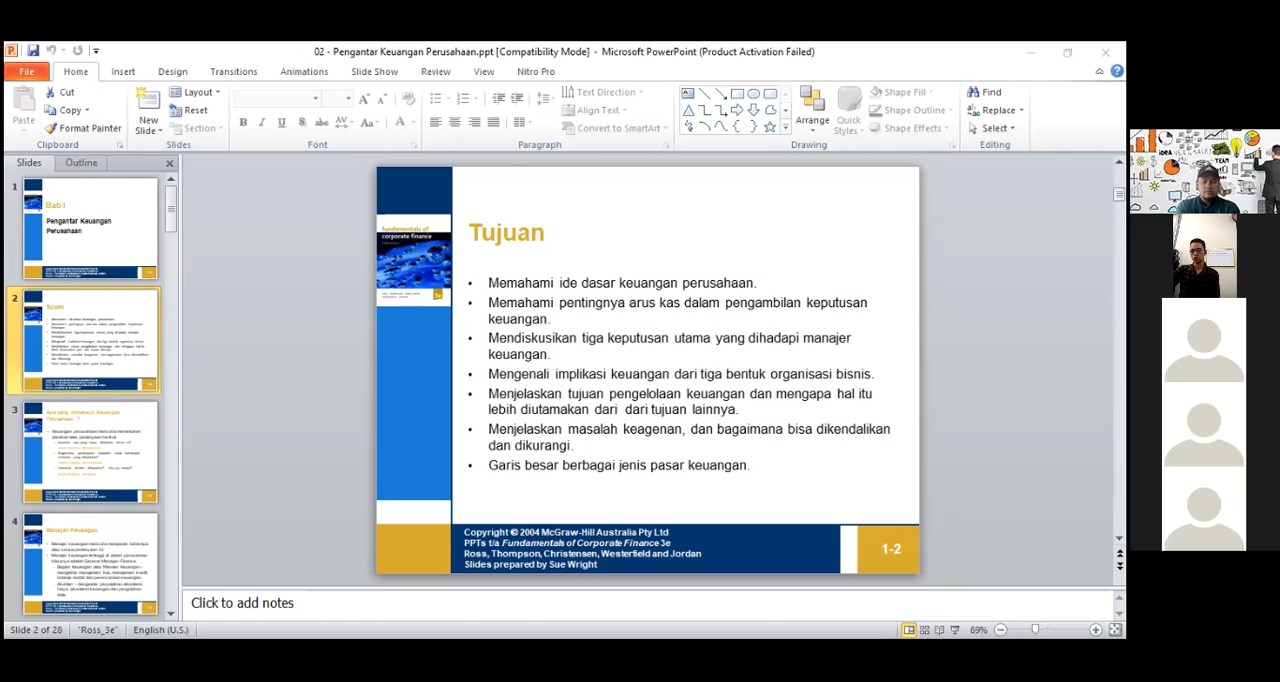 02 - Pengantar Keuangan Perusahaan.ppt [Compatibility Mode] - Microsoft PowerPoint (Product Activation Failed)
File Home Insert Design Transitions Animations Slide Show Review View Nitro Pro
Cut
Copy
Format Painter
Paste
Clipboard
New
Slide
Layout
Reset
Section
Slides
Font
Text Direction
Align Text
Convert to SmartArt
Paragraph
Arrange
Quick
Styles
Shape Fill
Shape Outline
Shape Effects
Drawing
Find
Replace
Select
Editing
Slides Outline
1
Bab I
Pengantar Keuangan
Perusahaan
2
Tujuan
3
4
Manajer Keuangan
fundamentals of
corporate finance
Tujuan
• Memahami ide dasar keuangan perusahaan.
• Memahami pentingnya arus kas dalam pengambilan keputusan
keuangan.
• Mendiskusikan tiga keputusan utama yang dihadapi manajer
keuangan.
• Mengenali implikasi keuangan dari tiga bentuk organisasi bisnis.
• Menjelaskan tujuan pengelolaan keuangan dan mengapa hal itu
lebih diutamakan dari dari tujuan lainnya.
• Menjelaskan masalah keagenan, dan bagaimana bisa dikendalikan
dan dikurangi.
• Garis besar berbagai jenis pasar keuangan.
Copyright © 2004 McGraw-Hill Australia Pty Ltd
PPTs t/a Fundamentals of Corporate Finance 3e
Ross, Thompson, Christensen, Westerfield and Jordan
Slides prepared by Sue Wright
1-2
Click to add notes
Slide 2 of 28 "Ross_3e" English (U.S.) 69%
IDEA
TEAM